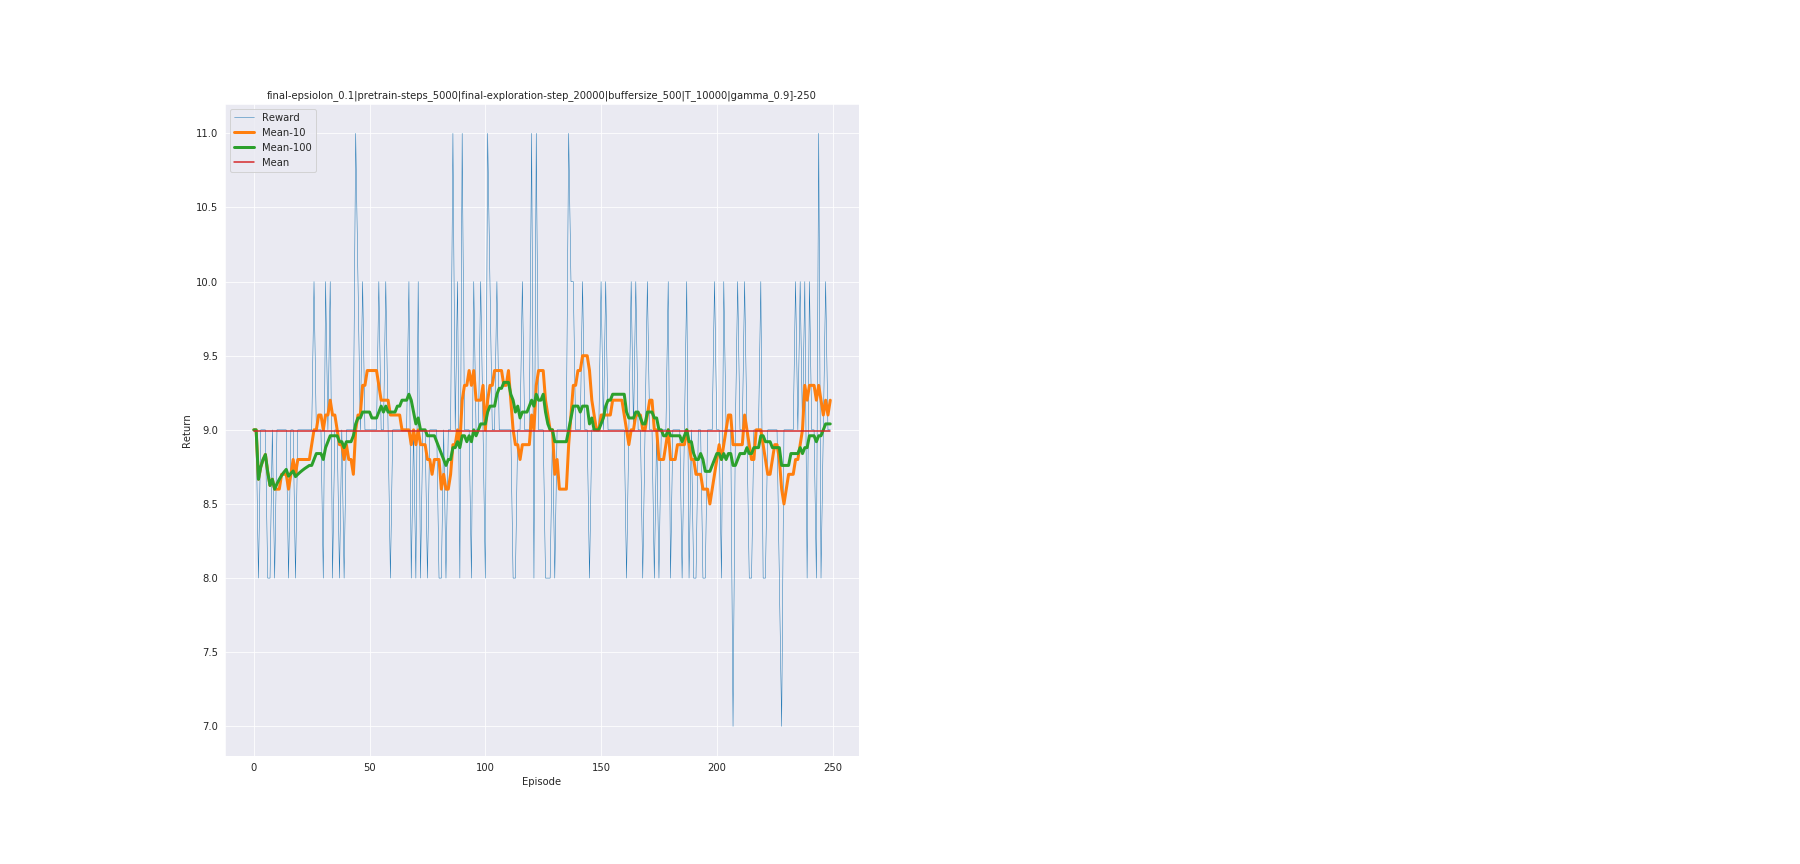 final-epsiolon_0.1|pretrain-steps_5000|final-exploration-step_20000|buffersize_500|T_10000|gamma_0.9]-250
Reward
Mean-10
Mean-100
Mean
11.0
10.5
10.0
9.5
9.0
8.5
8.0
7.5
7.0
Return
0 50 100 150 200 250
Episode